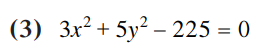 (3) 3x² + 5y² – 225 = 0